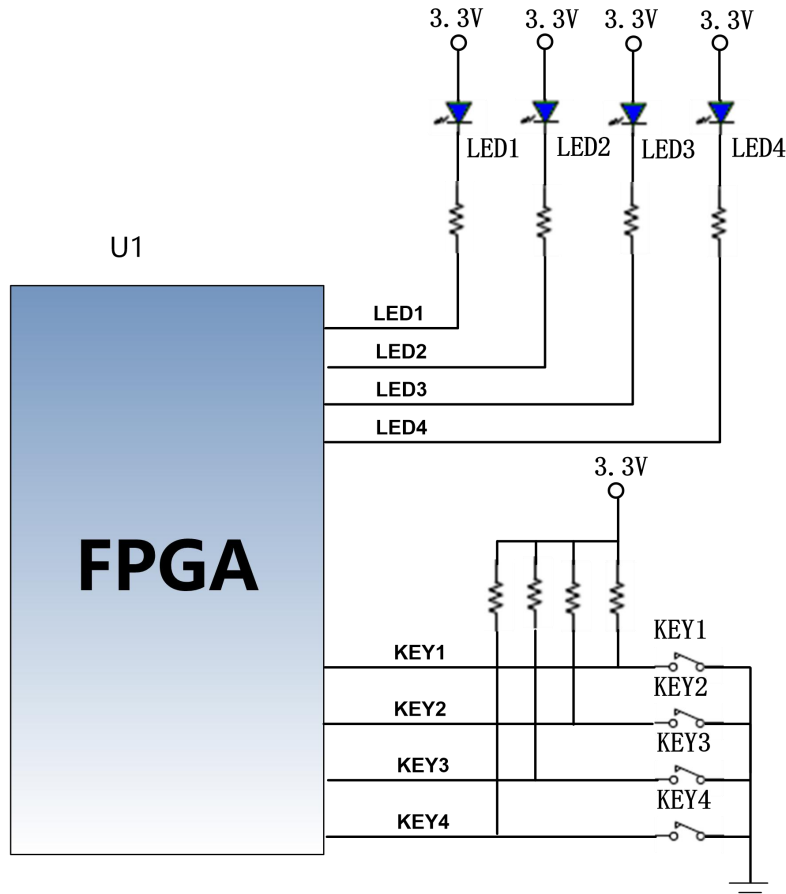 3.3V 3.3V 3.3V 3.3V
LED1 LED2 LED3 LED4
U1
LED1
LED2
LED3
LED4
3.3V
FPGA
KEY1
KEY1
KEY2
KEY2
KEY3
KEY3
KEY4
KEY4